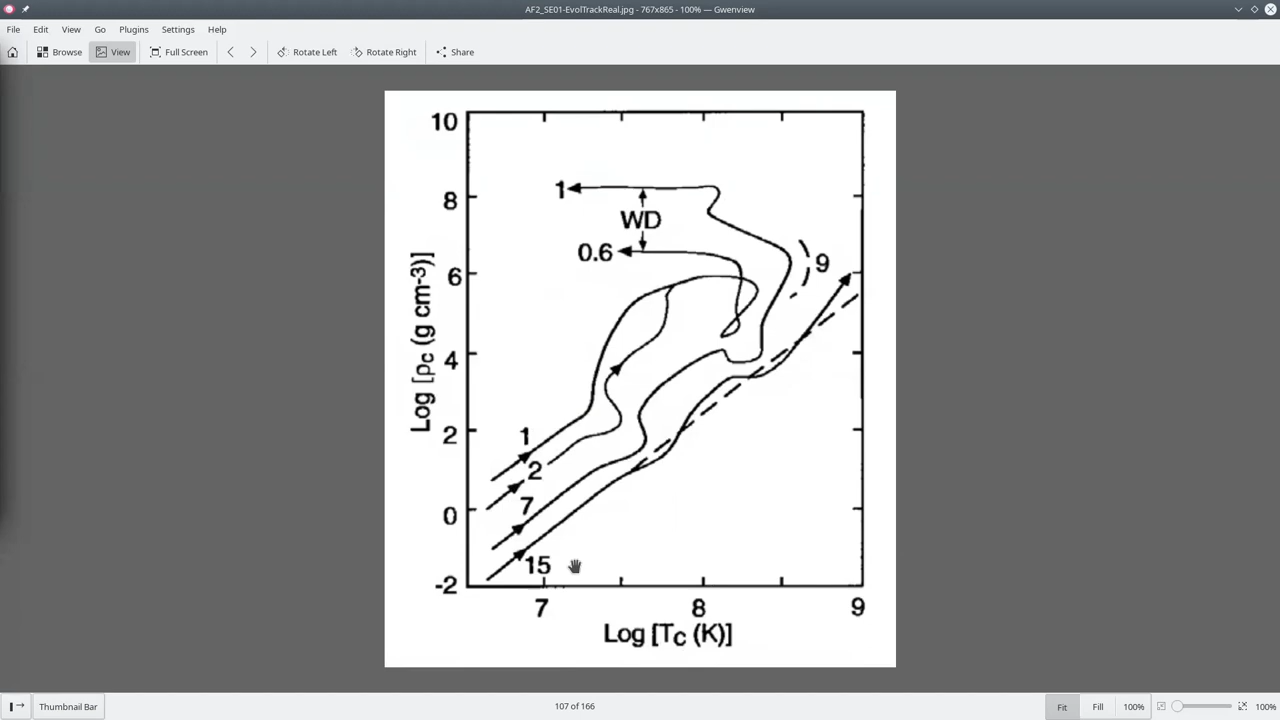 AF2_SE01-EvolTrackReal.jpg - 767x865 - 100% — Gwenview
File Edit View Go Plugins Settings Help
Browse View Full Screen Rotate Left Rotate Right Share
10
8
6
4
2
0
-2
Log [ρc (g cm-3)]
1
WD
0.6
9
1
2
7
15
7 8 9
Log [Tc (K)]
Thumbnail Bar 107 of 166 Fit Fill 100% 100%